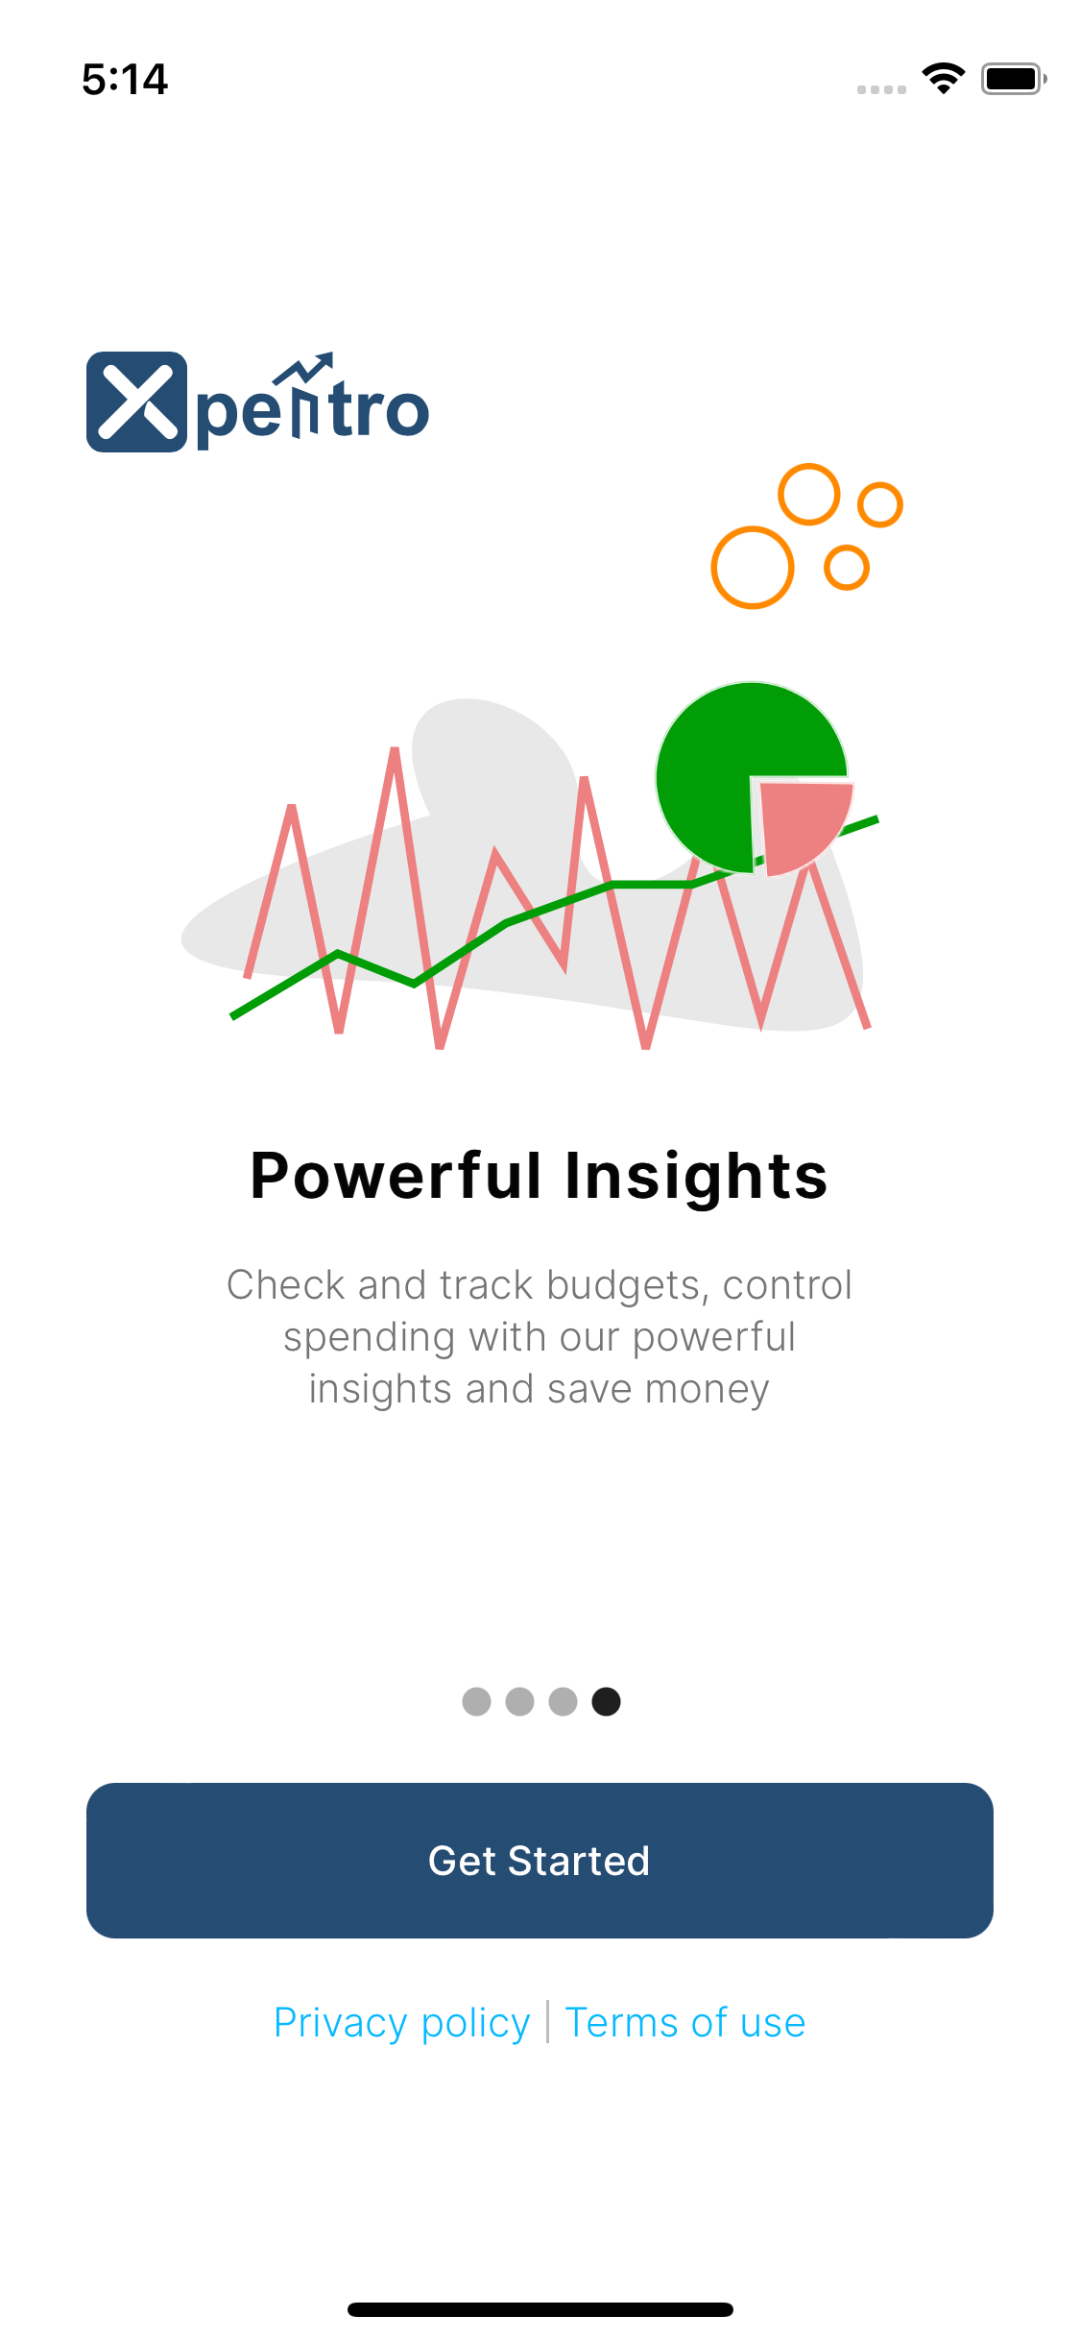 5:14
Xpentro
Powerful Insights
Check and track budgets, control
spending with our powerful
insights and save money
Get Started
Privacy policy | Terms of use